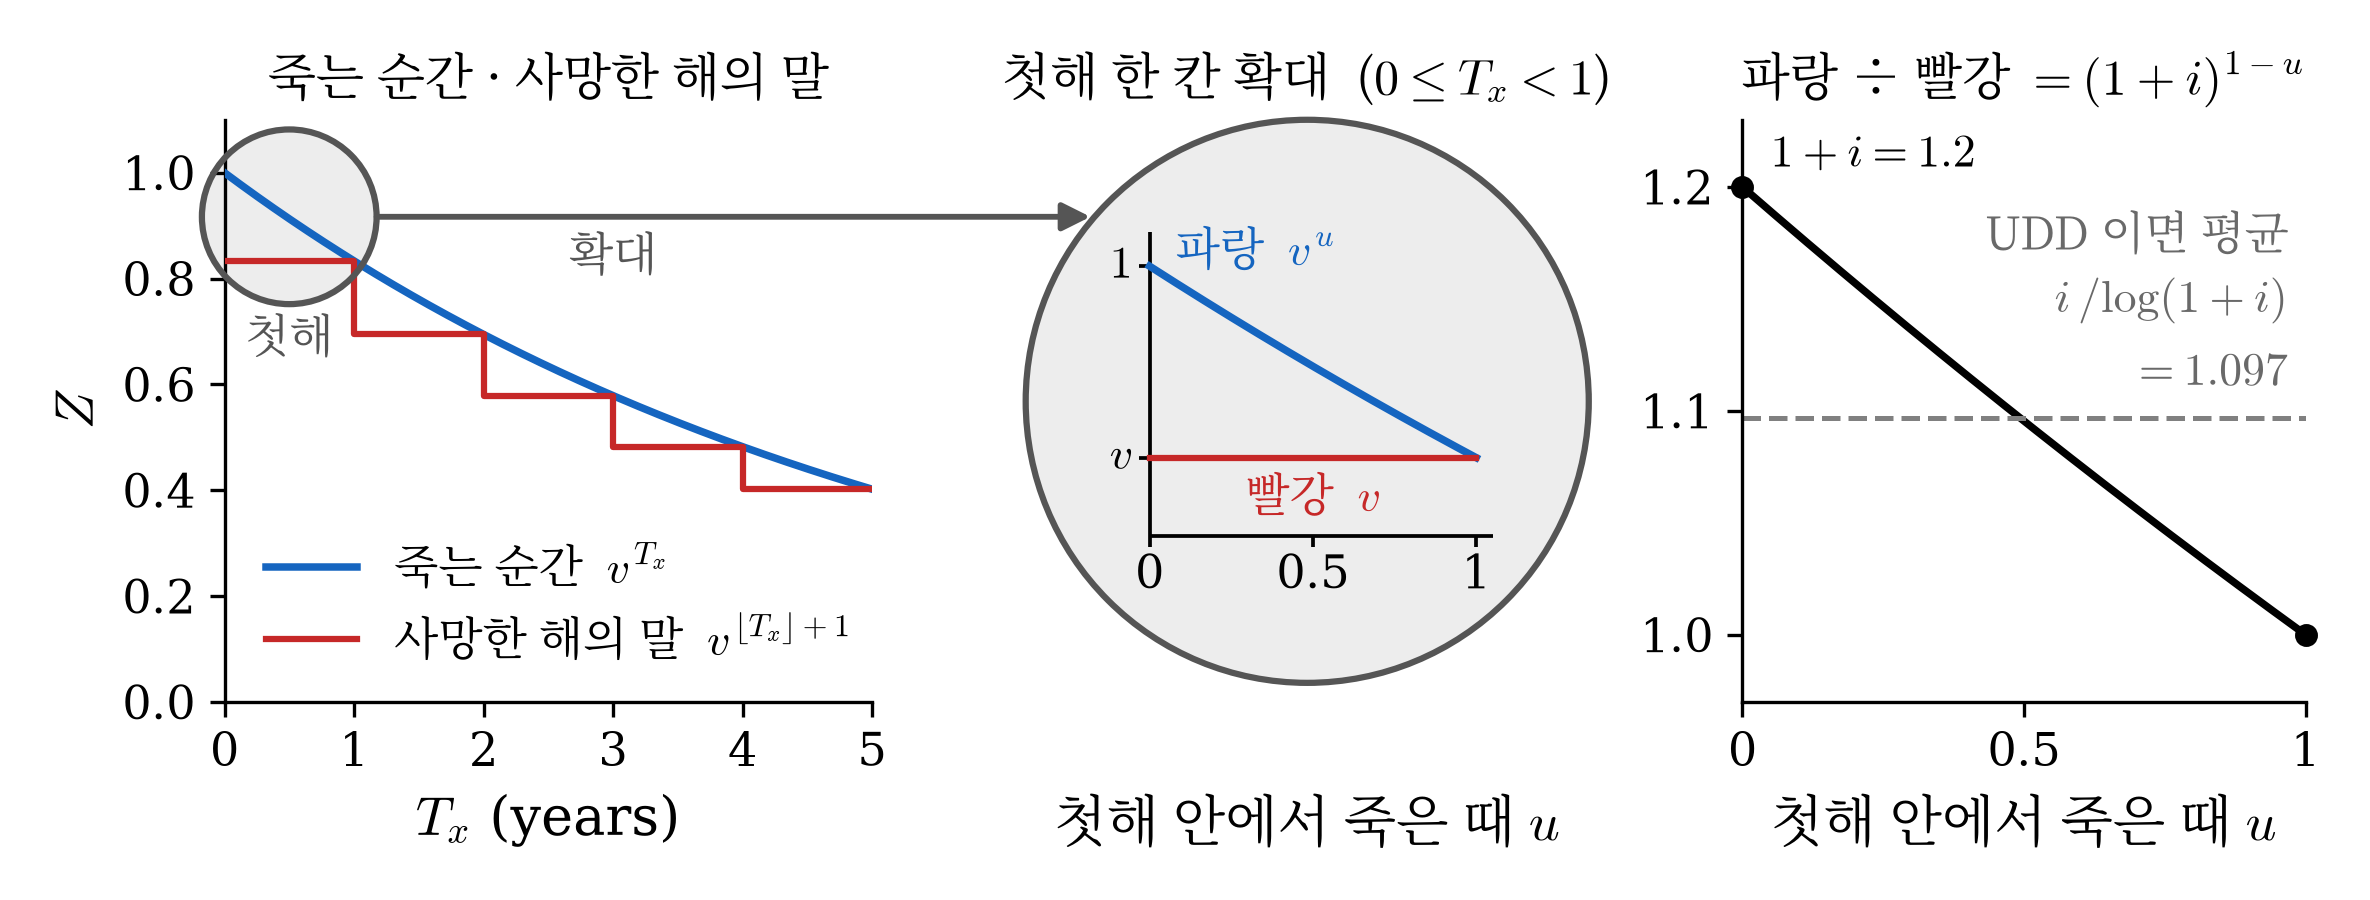 죽는 순간 · 사망한 해의 말
1.0
0.8
0.6
0.4
0.2
0.0
Z
첫해
확대
죽는 순간 v^{T_x}
사망한 해의 말 v^{⌊T_x⌋+1}
0 1 2 3 4 5
T_x (years)
첫해 한 칸 확대 (0 ≤ T_x < 1)
1
v
파랑 v^u
빨강 v
0 0.5 1
첫해 안에서 죽은 때 u
파랑 ÷ 빨강 = (1 + i)^{1 − u}
1 + i = 1.2
1.2
1.1
1.0
UDD 이면 평균
i /log(1 + i)
= 1.097
0 0.5 1
첫해 안에서 죽은 때 u